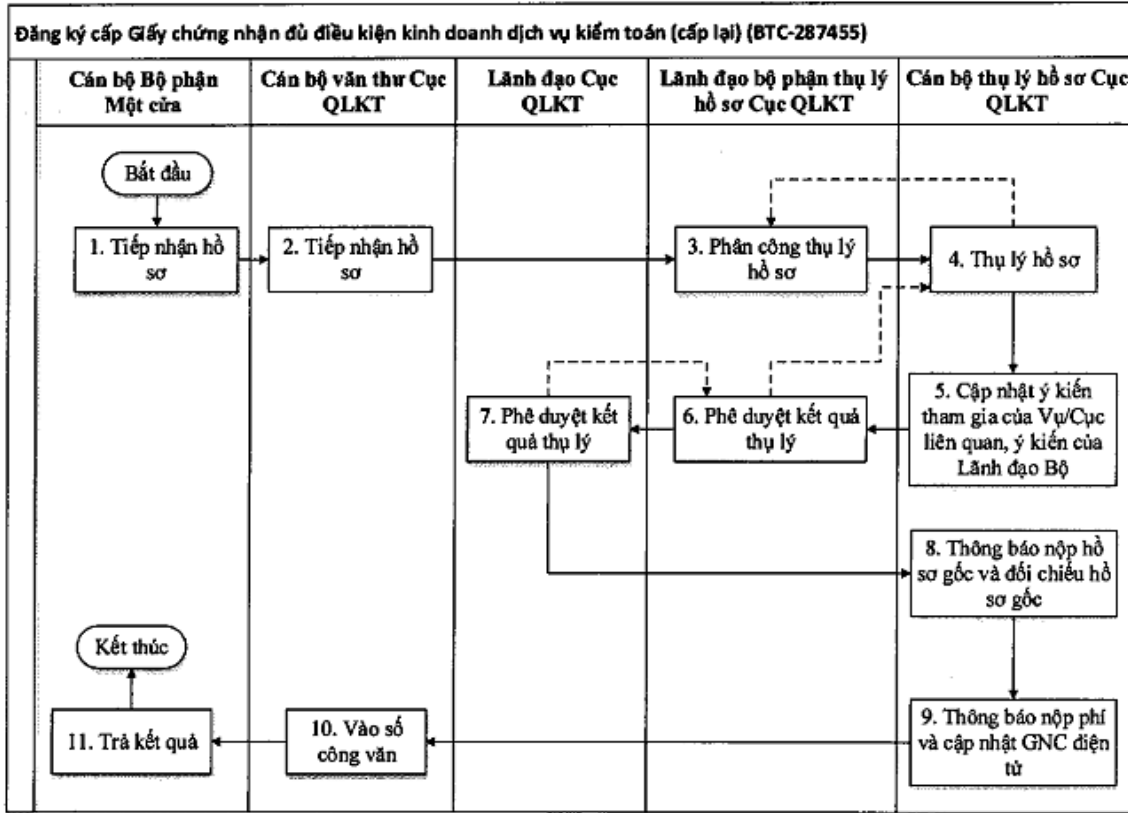 Đăng ký cấp Giấy chứng nhận đủ điều kiện kinh doanh dịch vụ kiểm toán (cấp lại) (BTC-287455)
Cán bộ Bộ phận
Một cửa
Cán bộ văn thư Cục
QLKT
Lãnh đạo Cục
QLKT
Lãnh đạo bộ phận thụ lý
hồ sơ Cục QLKT
Cán bộ thụ lý hồ sơ Cục
QLKT
Bắt đầu
1. Tiếp nhận hồ
sơ
2. Tiếp nhận hồ
sơ
3. Phân công thụ lý
hồ sơ
4. Thụ lý hồ sơ
7. Phê duyệt kết
quả thụ lý
6. Phê duyệt kết quả
thụ lý
5. Cập nhật ý kiến
tham gia của Vụ/Cục
liên quan, ý kiến của
Lãnh đạo Bộ
8. Thông báo nộp hồ
sơ gốc và đối chiếu hồ
sơ gốc
Kết thúc
11. Trả kết quả
10. Vào số
công văn
9. Thông báo nộp phí
và cập nhật GNC điện
tử